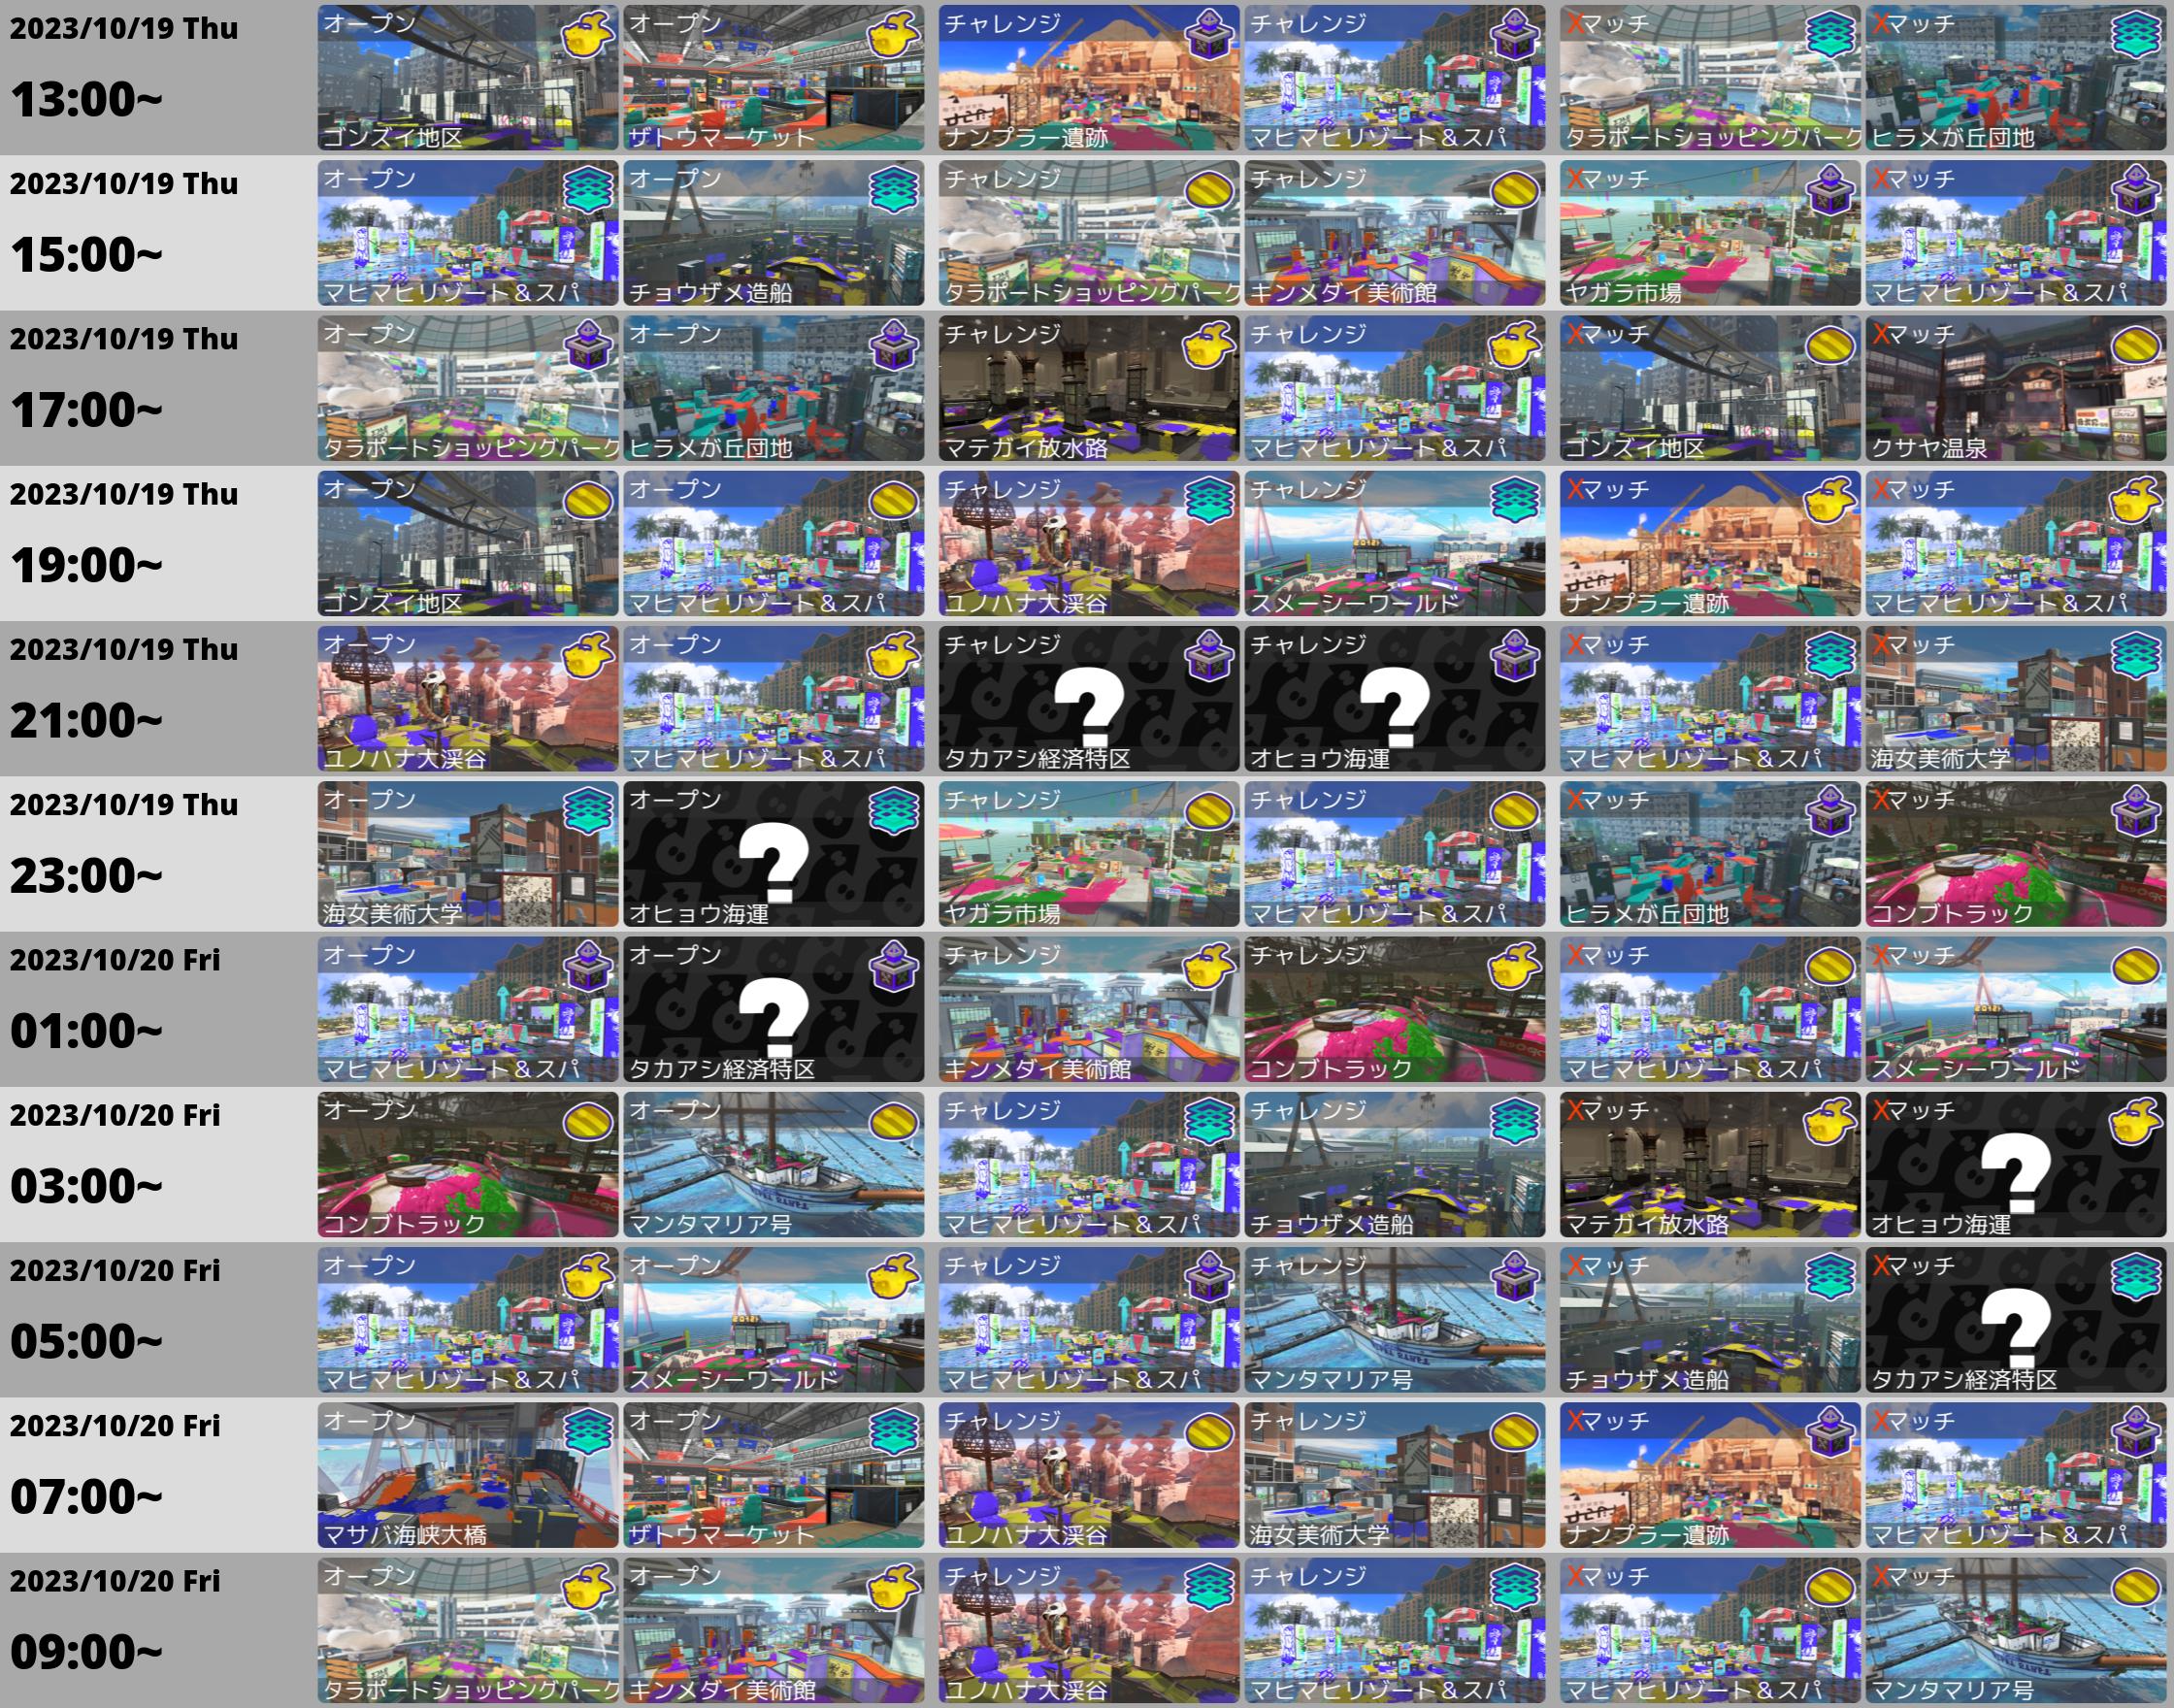 2023/10/19 Thu
13:00~
オープン
ゴンズイ地区
オープン
ザトウマーケット
チャレンジ
ナンプラー遺跡
チャレンジ
マヒマヒリゾート＆スパ
Xマッチ
タラポートショッピングパーク
Xマッチ
ヒラメが丘団地
2023/10/19 Thu
15:00~
オープン
マヒマヒリゾート＆スパ
オープン
チョウザメ造船
チャレンジ
タラポートショッピングパーク
チャレンジ
キンメダイ美術館
Xマッチ
ヤガラ市場
Xマッチ
マヒマヒリゾート＆スパ
2023/10/19 Thu
17:00~
オープン
タラポートショッピングパーク
オープン
ヒラメが丘団地
チャレンジ
マテガイ放水路
チャレンジ
マヒマヒリゾート＆スパ
Xマッチ
ゴンズイ地区
Xマッチ
クサヤ温泉
2023/10/19 Thu
19:00~
オープン
ゴンズイ地区
オープン
マヒマヒリゾート＆スパ
チャレンジ
ユノハナ大渓谷
チャレンジ
スメーシーワールド
Xマッチ
ナンプラー遺跡
Xマッチ
マヒマヒリゾート＆スパ
2023/10/19 Thu
21:00~
オープン
ユノハナ大渓谷
オープン
マヒマヒリゾート＆スパ
チャレンジ
?
タカアシ経済特区
チャレンジ
?
オヒョウ海運
Xマッチ
マヒマヒリゾート＆スパ
Xマッチ
海女美術大学
2023/10/19 Thu
23:00~
オープン
海女美術大学
オープン
?
オヒョウ海運
チャレンジ
ヤガラ市場
チャレンジ
マヒマヒリゾート＆スパ
Xマッチ
ヒラメが丘団地
Xマッチ
コンブトラック
2023/10/20 Fri
01:00~
オープン
マヒマヒリゾート＆スパ
オープン
?
タカアシ経済特区
チャレンジ
キンメダイ美術館
チャレンジ
コンブトラック
Xマッチ
マヒマヒリゾート＆スパ
Xマッチ
スメーシーワールド
2023/10/20 Fri
03:00~
オープン
コンブトラック
オープン
マンタマリア号
チャレンジ
マヒマヒリゾート＆スパ
チャレンジ
チョウザメ造船
Xマッチ
マテガイ放水路
Xマッチ
?
オヒョウ海運
2023/10/20 Fri
05:00~
オープン
マヒマヒリゾート＆スパ
オープン
スメーシーワールド
チャレンジ
マヒマヒリゾート＆スパ
チャレンジ
マンタマリア号
Xマッチ
チョウザメ造船
Xマッチ
?
タカアシ経済特区
2023/10/20 Fri
07:00~
オープン
マサバ海峡大橋
オープン
ザトウマーケット
チャレンジ
ユノハナ大渓谷
チャレンジ
海女美術大学
Xマッチ
ナンプラー遺跡
Xマッチ
マヒマヒリゾート＆スパ
2023/10/20 Fri
09:00~
オープン
タラポートショッピングパーク
オープン
キンメダイ美術館
チャレンジ
ユノハナ大渓谷
チャレンジ
マヒマヒリゾート＆スパ
Xマッチ
マヒマヒリゾート＆スパ
Xマッチ
マンタマリア号